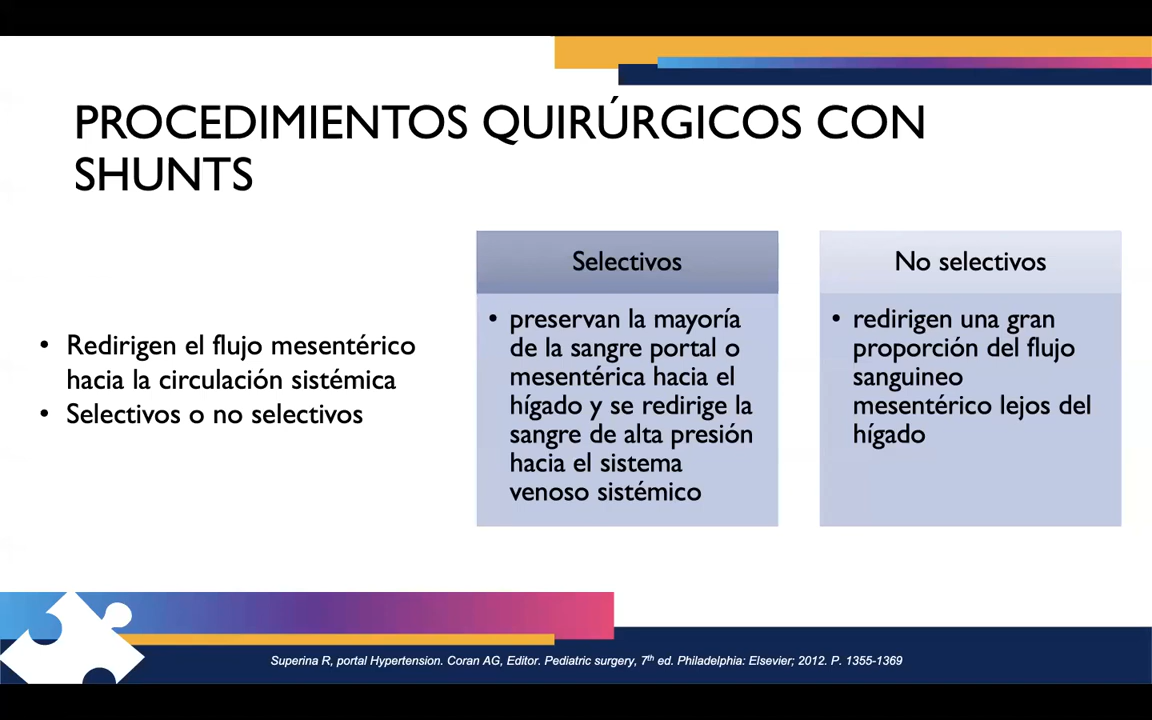 PROCEDIMIENTOS QUIRÚRGICOS CON
SHUNTS
• Redirigen el flujo mesentérico
hacia la circulación sistémica
• Selectivos o no selectivos
Selectivos
• preservan la mayoría
de la sangre portal o
mesentérica hacia el
hígado y se redirige la
sangre de alta presión
hacia el sistema
venoso sistémico
No selectivos
• redirigen una gran
proporción del flujo
sanguineo
mesentérico lejos del
hígado
Superina R, portal Hypertension. Coran AG, Editor. Pediatric surgery, 7th ed. Philadelphia: Elsevier; 2012. P. 1355-1369